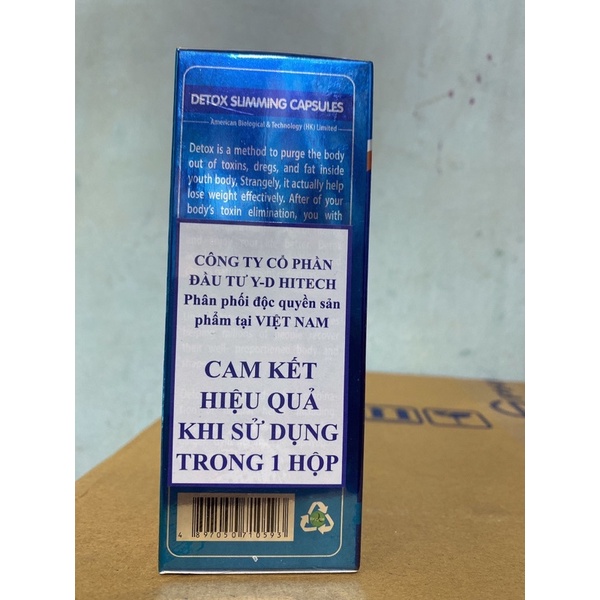 DETOX SLIMMING CAPSULES
American Biological & Technology (HK) Limited
Detox is a method to purge the body
out of toxins, dregs, and fat inside
youth body, Strangely, it actually help
lose weight effectively. After of your
body's toxin elimination, you with
CÔNG TY CỔ PHẦN
ĐẦU TƯ Y-D HITECH
Phân phối độc quyền sản
phẩm tại VIỆT NAM
CAM KẾT
HIỆU QUẢ
KHI SỬ DỤNG
TRONG 1 HỘP
4 897050 710593